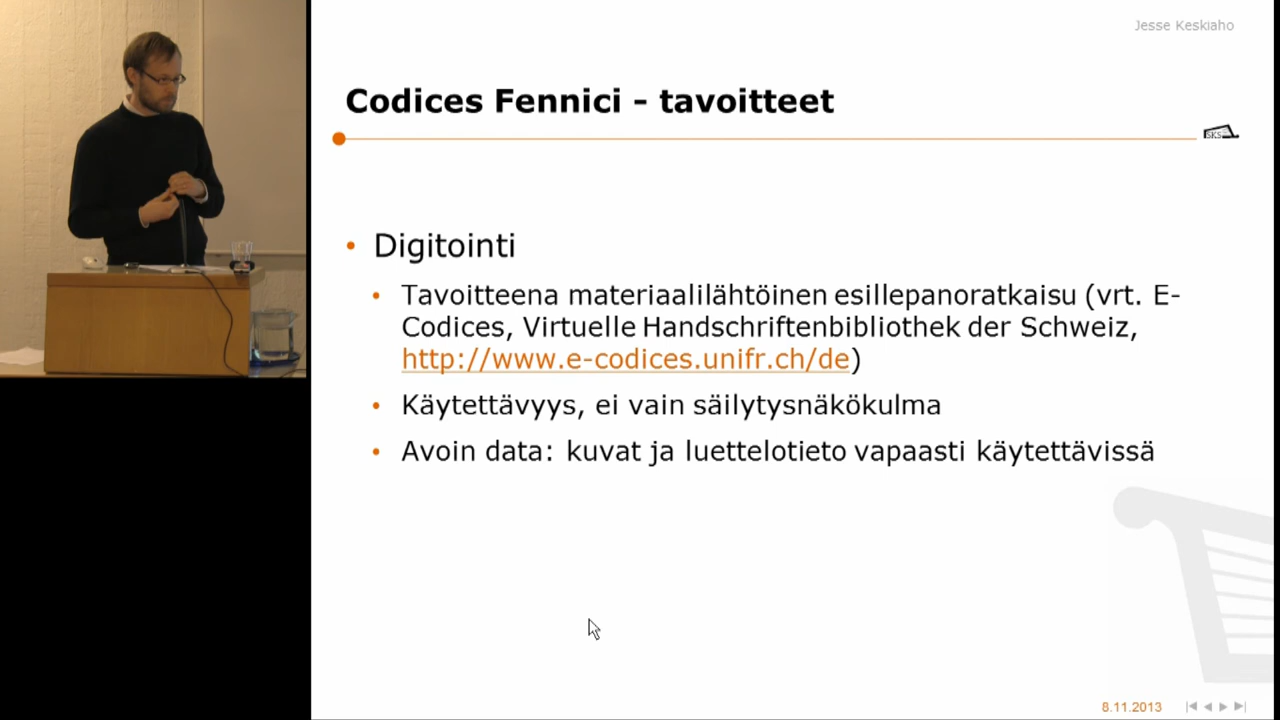 Jesse Keskiaho
Codices Fennici - tavoitteet
SKS
• Digitointi
• Tavoitteena materiaalilähtöinen esillepanoratkaisu (vrt. E-
Codices, Virtuelle Handschriftenbibliothek der Schweiz,
http://www.e-codices.unifr.ch/de)
• Käytettävyys, ei vain säilytysnäkökulma
• Avoin data: kuvat ja luettelotieto vapaasti käytettävissä
8.11.2013